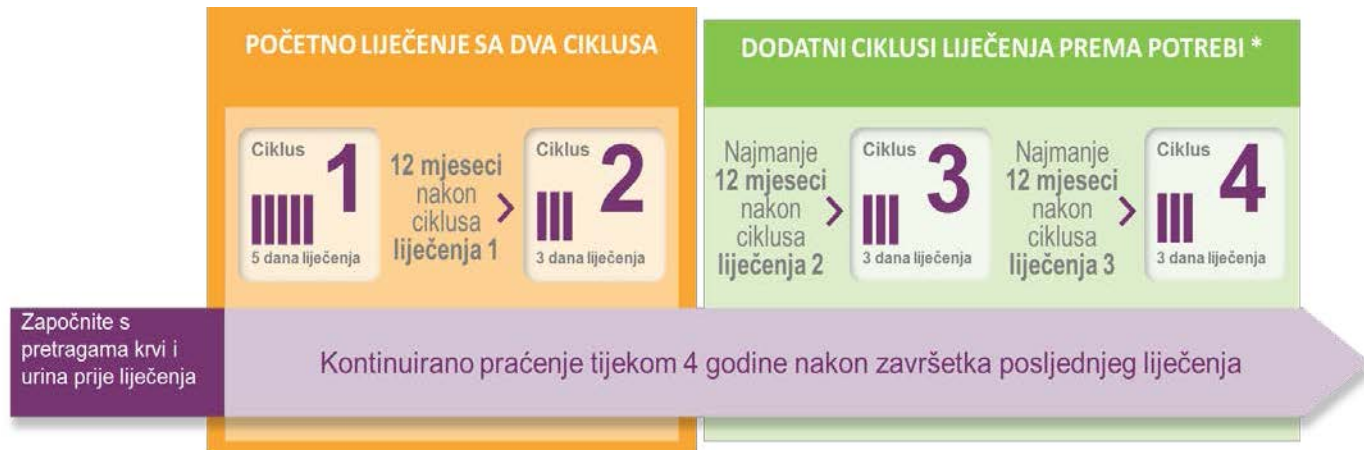 POČETNO LIJEČENJE SA DVA CIKLUSA
DODATNI CIKLUSI LIJEČENJA PREMA POTREBI *
Ciklus
1
5 dana liječenja
12 mjeseci
nakon
ciklusa
liječenja 1
Ciklus
2
3 dana liječenja
Najmanje
12 mjeseci
nakon
ciklusa
liječenja 2
Ciklus
3
3 dana liječenja
Najmanje
12 mjeseci
nakon
ciklusa
liječenja 3
Ciklus
4
3 dana liječenja
Započnite s
pretragama krvi i
urina prije liječenja
Kontinuirano praćenje tijekom 4 godine nakon završetka posljednjeg liječenja